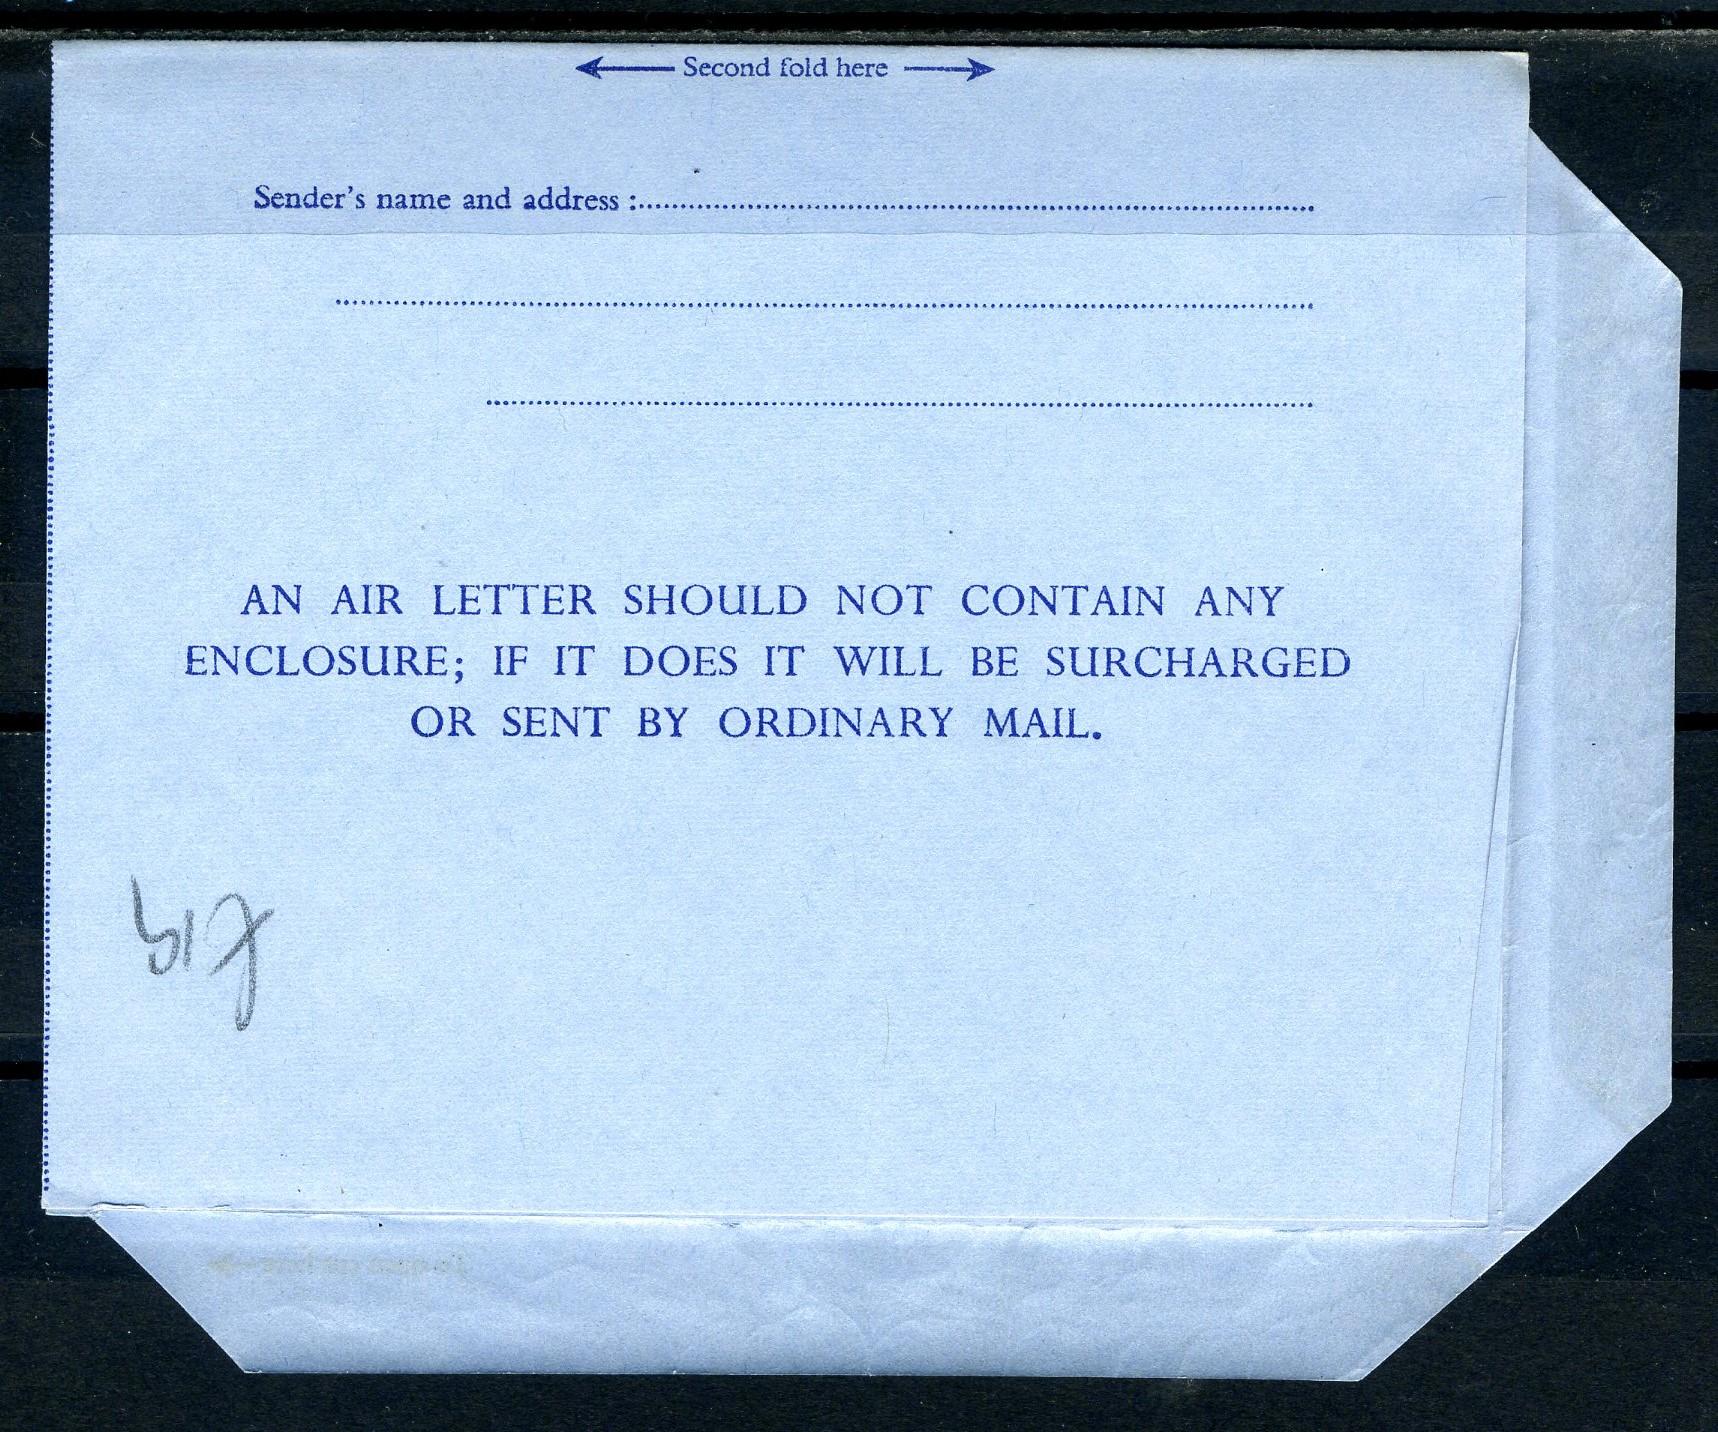 Second fold here
Sender's name and address :
AN AIR LETTER SHOULD NOT CONTAIN ANY
ENCLOSURE; IF IT DOES IT WILL BE SURCHARGED
OR SENT BY ORDINARY MAIL.